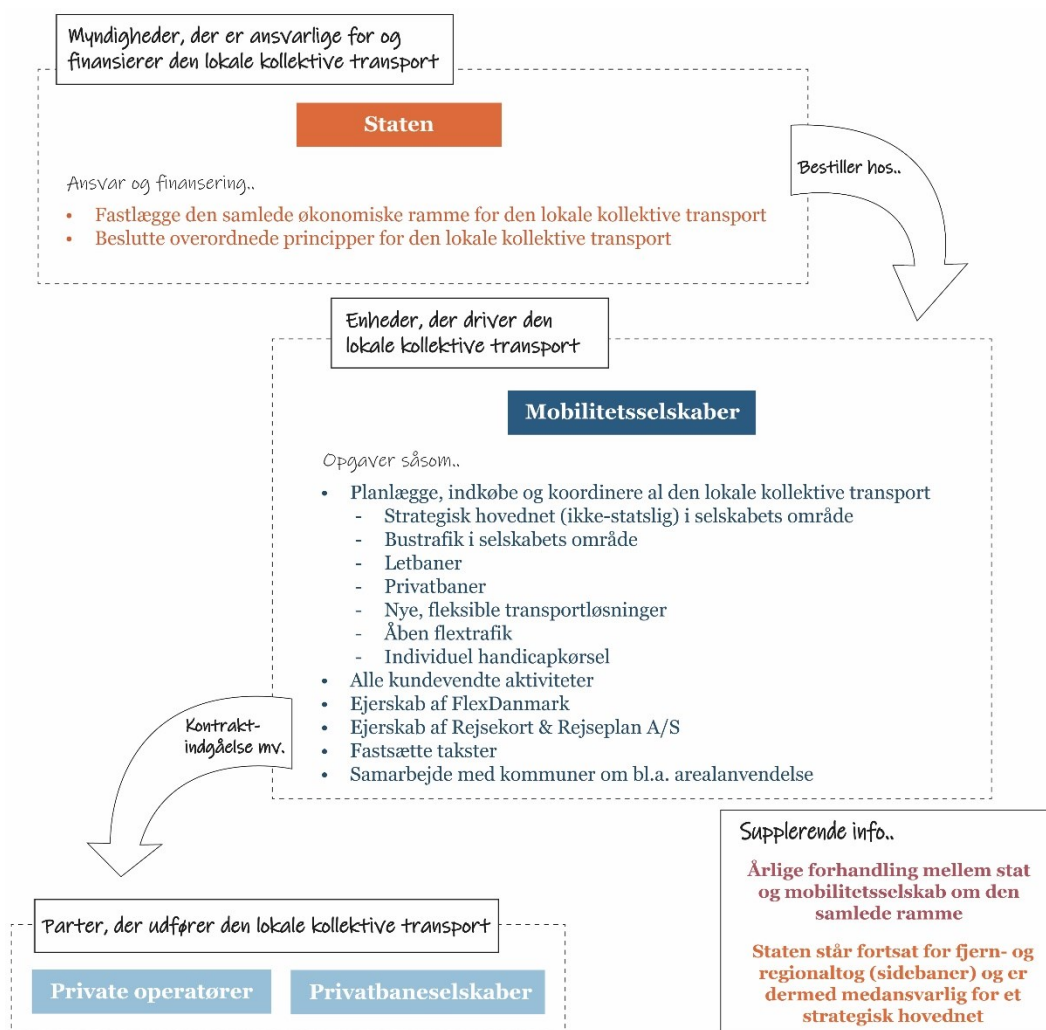 Myndigheder, der er ansvarlige for og
finansierer den lokale kollektive transport
Staten
Bestiller hos..
Ansvar og finansering..
• Fastlægge den samlede økonomiske ramme for den lokale kollektive transport
• Beslutte overordnede principper for den lokale kollektive transport
Enheder, der driver den
lokale kollektive transport
Mobilitetsselskaber
Opgaver såsom..
• Planlægge, indkøbe og koordinere al den lokale kollektive transport
- Strategisk hovednet (ikke-statslig) i selskabets område
- Bustrafik i selskabets område
- Letbaner
- Privatbaner
- Nye, fleksible transportløsninger
- Åben flextrafik
- Individuel handicapkørsel
• Alle kundevendte aktiviteter
• Ejerskab af FlexDanmark
• Ejerskab af Rejsekort & Rejseplan A/S
• Fastsætte takster
• Samarbejde med kommuner om bl.a. arealanvendelse
Kontrakt-
indgåelse mv.
Supplerende info..
Årlige forhandling mellem stat
og mobilitetsselskab om den
samlede ramme
Staten står fortsat for fjern- og
regionaltog (sidebaner) og er
dermed medansvarlig for et
strategisk hovednet
Parter, der udfører den lokale kollektive transport
Private operatører
Privatbaneselskaber